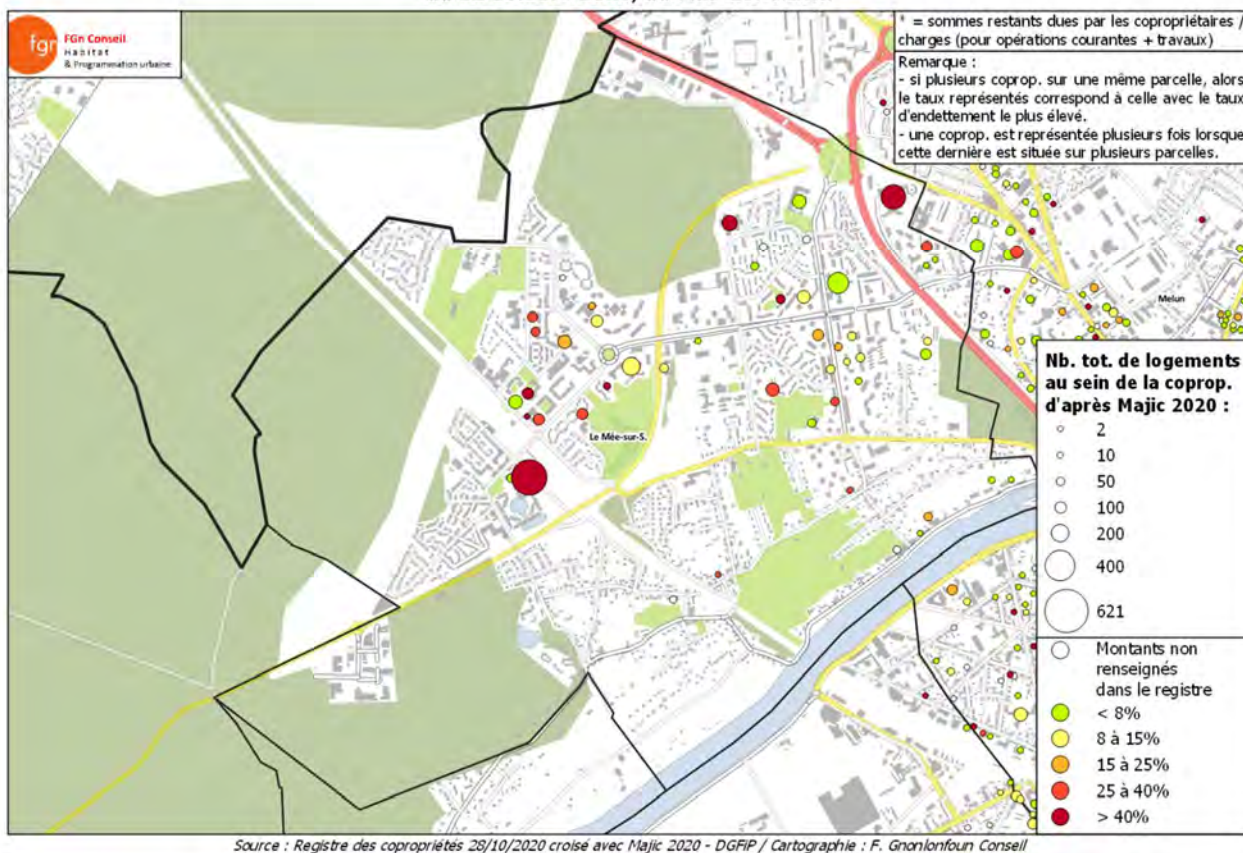 fgn
FGn Conseil
Habitat
& Programmation urbaine
* = sommes restants dues par les copropriétaires /
charges (pour opérations courantes + travaux)
Remarque :
- si plusieurs coprop. sur une même parcelle, alors
le taux représentés correspond à celle avec le taux
d'endettement le plus élevé.
- une coprop. est représentée plusieurs fois lorsque
cette dernière est située sur plusieurs parcelles.
Melun
Le Mée-sur-S.
Nb. tot. de logements
au sein de la coprop.
d'après Majic 2020 :
2
10
50
100
200
400
621
Montants non
renseignés
dans le registre
< 8%
8 à 15%
15 à 25%
25 à 40%
> 40%
Source : Registre des copropriétés 28/10/2020 croisé avec Majic 2020 - DGFiP / Cartographie : F. Gnonlonfoun Conseil